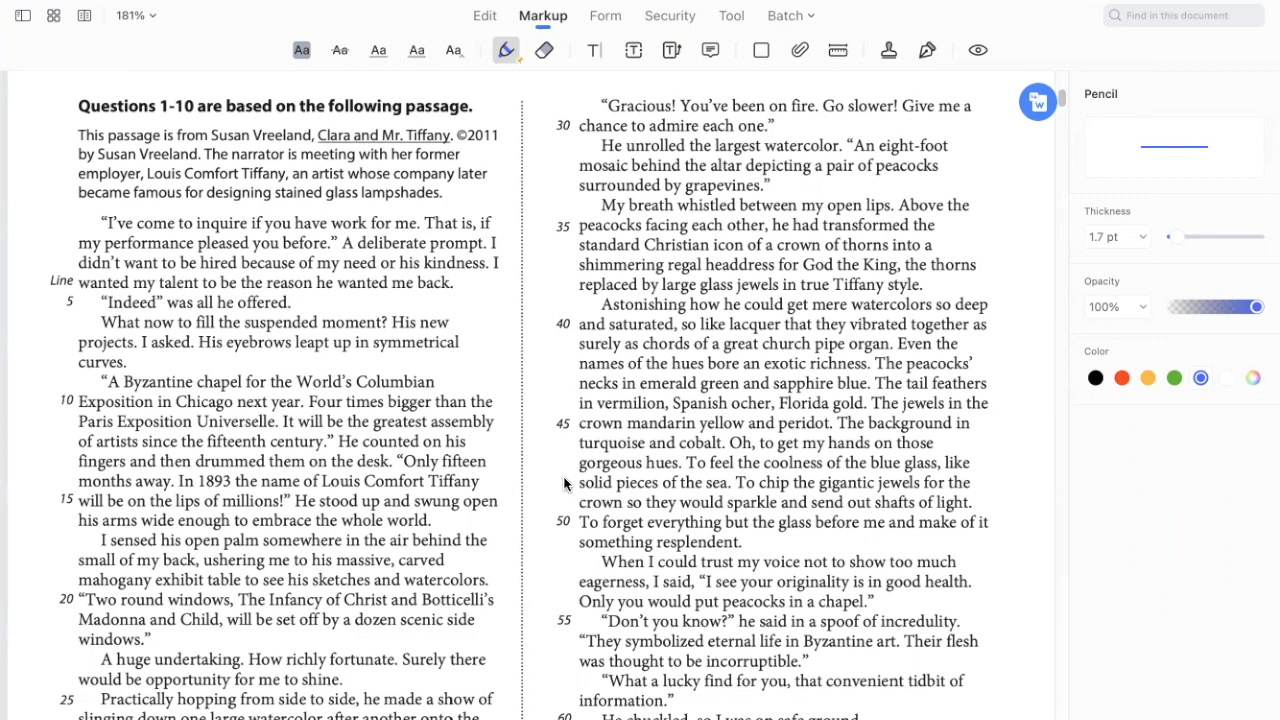 181%
Edit
Markup
Form
Security
Tool
Batch
Find in this document
Aa
Aa
Aa
Aa
Aa
T
T
T
W
Questions 1-10 are based on the following passage.
This passage is from Susan Vreeland, Clara and Mr. Tiffany. ©2011
by Susan Vreeland. The narrator is meeting with her former
employer, Louis Comfort Tiffany, an artist whose company later
became famous for designing stained glass lampshades.
“I’ve come to inquire if you have work for me. That is, if
my performance pleased you before.” A deliberate prompt. I
didn’t want to be hired because of my need or his kindness. I
Line wanted my talent to be the reason he wanted me back.
5 “Indeed” was all he offered.
What now to fill the suspended moment? His new
projects. I asked. His eyebrows leapt up in symmetrical
curves.
“A Byzantine chapel for the World’s Columbian
10 Exposition in Chicago next year. Four times bigger than the
Paris Exposition Universelle. It will be the greatest assembly
of artists since the fifteenth century.” He counted on his
fingers and then drummed them on the desk. “Only fifteen
months away. In 1893 the name of Louis Comfort Tiffany
15 will be on the lips of millions!” He stood up and swung open
his arms wide enough to embrace the whole world.
I sensed his open palm somewhere in the air behind the
small of my back, ushering me to his massive, carved
mahogany exhibit table to see his sketches and watercolors.
20 “Two round windows, The Infancy of Christ and Botticelli’s
Madonna and Child, will be set off by a dozen scenic side
windows.”
A huge undertaking. How richly fortunate. Surely there
would be opportunity for me to shine.
25 Practically hopping from side to side, he made a show of
slinging down one large watercolor after another onto the
“Gracious! You’ve been on fire. Go slower! Give me a
30 chance to admire each one.”
He unrolled the largest watercolor. “An eight-foot
mosaic behind the altar depicting a pair of peacocks
surrounded by grapevines.”
My breath whistled between my open lips. Above the
35 peacocks facing each other, he had transformed the
standard Christian icon of a crown of thorns into a
shimmering regal headdress for God the King, the thorns
replaced by large glass jewels in true Tiffany style.
Astonishing how he could get mere watercolors so deep
40 and saturated, so like lacquer that they vibrated together as
surely as chords of a great church pipe organ. Even the
names of the hues bore an exotic richness. The peacocks’
necks in emerald green and sapphire blue. The tail feathers
in vermilion, Spanish ocher, Florida gold. The jewels in the
45 crown mandarin yellow and peridot. The background in
turquoise and cobalt. Oh, to get my hands on those
gorgeous hues. To feel the coolness of the blue glass, like
solid pieces of the sea. To chip the gigantic jewels for the
crown so they would sparkle and send out shafts of light.
50 To forget everything but the glass before me and make of it
something resplendent.
When I could trust my voice not to show too much
eagerness, I said, “I see your originality is in good health.
Only you would put peacocks in a chapel.”
55 “Don’t you know?” he said in a spoof of incredulity.
“They symbolized eternal life in Byzantine art. Their flesh
was thought to be incorruptible.”
“What a lucky find for you, that convenient tidbit of
information.”
60 He chuckled, so I was on safe ground.
Pencil
Thickness
1.7 pt
Opacity
100%
Color